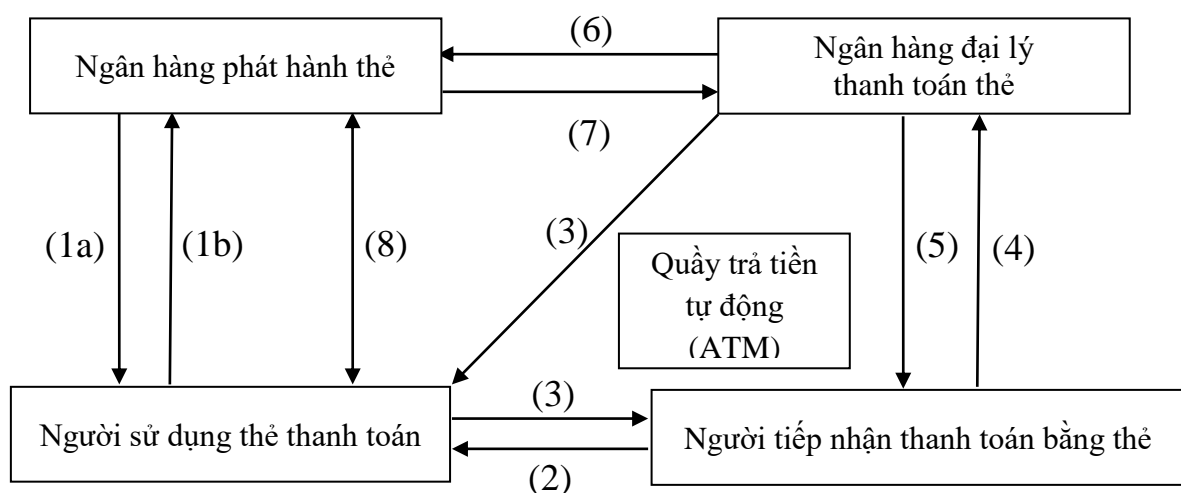 (6)
Ngân hàng phát hành thẻ
Ngân hàng đại lý
thanh toán thẻ
(7)
(1a)
(1b)
(8)
(3)
(5)
(4)
Quầy trả tiền
tự động
(ATM)
(3)
Người sử dụng thẻ thanh toán
Người tiếp nhận thanh toán bằng thẻ
(2)